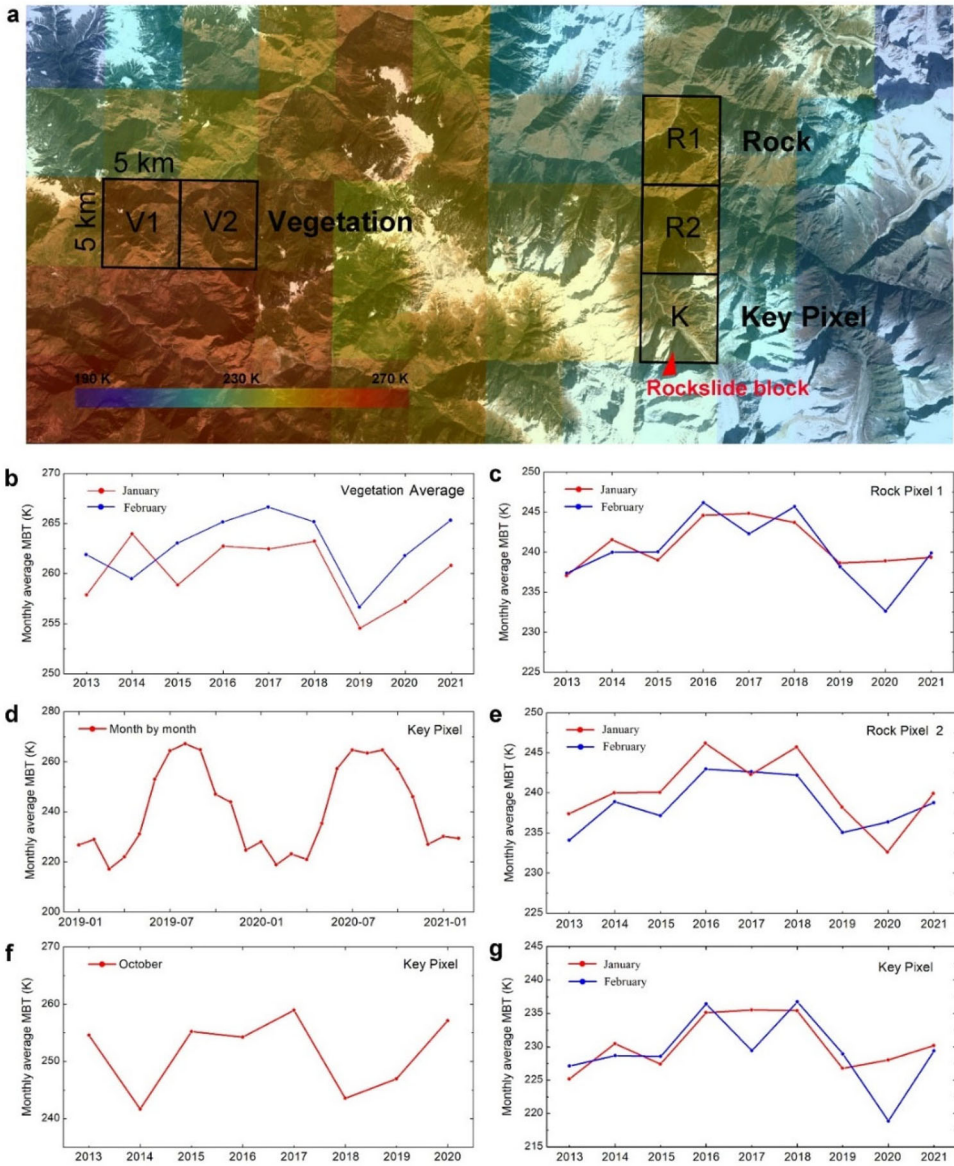 a
5 km
5 km
V1
V2
Vegetation
R1
Rock
R2
K
Key Pixel
Rockslide block
190 K
230 K
270 K
b
270
265
260
255
250
Monthly average MBT (K)
January
February
Vegetation Average
2013 2014 2015 2016 2017 2018 2019 2020 2021
c
250
245
240
235
230
225
Monthly average MBT (K)
January
February
Rock Pixel 1
2013 2014 2015 2016 2017 2018 2019 2020 2021
d
280
260
240
220
200
Monthly average MBT (K)
Month by month
Key Pixel
2019-01 2019-07 2020-01 2020-07 2021-01
e
250
245
240
235
230
225
Monthly average MBT (K)
January
February
Rock Pixel 2
2013 2014 2015 2016 2017 2018 2019 2020 2021
f
270
260
250
240
Monthly average MBT (K)
October
Key Pixel
2013 2014 2015 2016 2017 2018 2019 2020
g
245
240
235
230
225
220
215
Monthly average MBT (K)
January
February
Key Pixel
2013 2014 2015 2016 2017 2018 2019 2020 2021